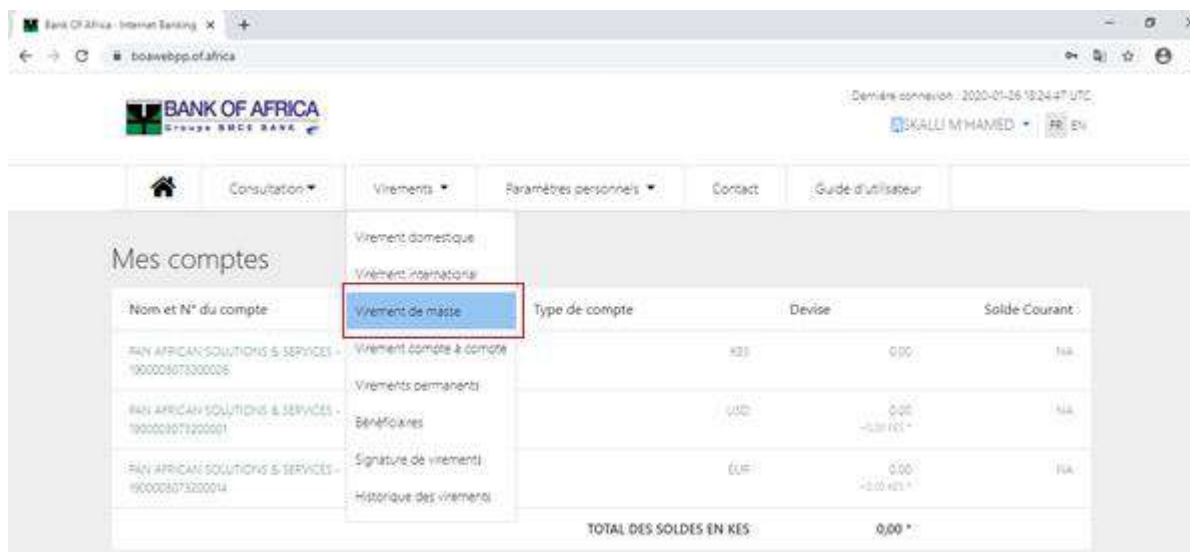 Bank Of Africa - Internet Banking
boawebpp.of.africa
BANK OF AFRICA
Groupe BMCE BANK
Dernière connexion : 2020-01-26 18:24:47 UTC
SKALLI M'HAMED FR EN
Consultation Virements Paramètres personnels Contact Guide d'utilisateur
Virement domestique
Virement international
Virement de masse
Virement compte à compte
Virements permanents
Bénéficiaires
Signature de virements
Historique des virements
Mes comptes
Nom et N° du compte Type de compte Devise Solde Courant
PAN AFRICAN SOLUTIONS & SERVICES - KES 0.00 NA
PAN AFRICAN SOLUTIONS & SERVICES - USD 0.00 NA
PAN AFRICAN SOLUTIONS & SERVICES - EUR 0.00 NA
TOTAL DES SOLDES EN KES 0,00 *